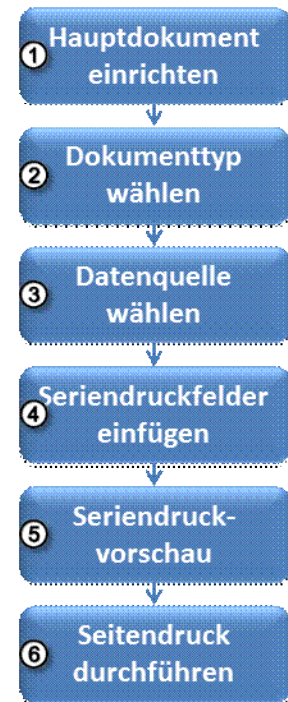 ① Hauptdokument
einrichten
② Dokumenttyp
wählen
③ Datenquelle
wählen
④ Seriendruckfelder
einfügen
⑤ Seriendruck-
vorschau
⑥ Seitendruck
durchführen